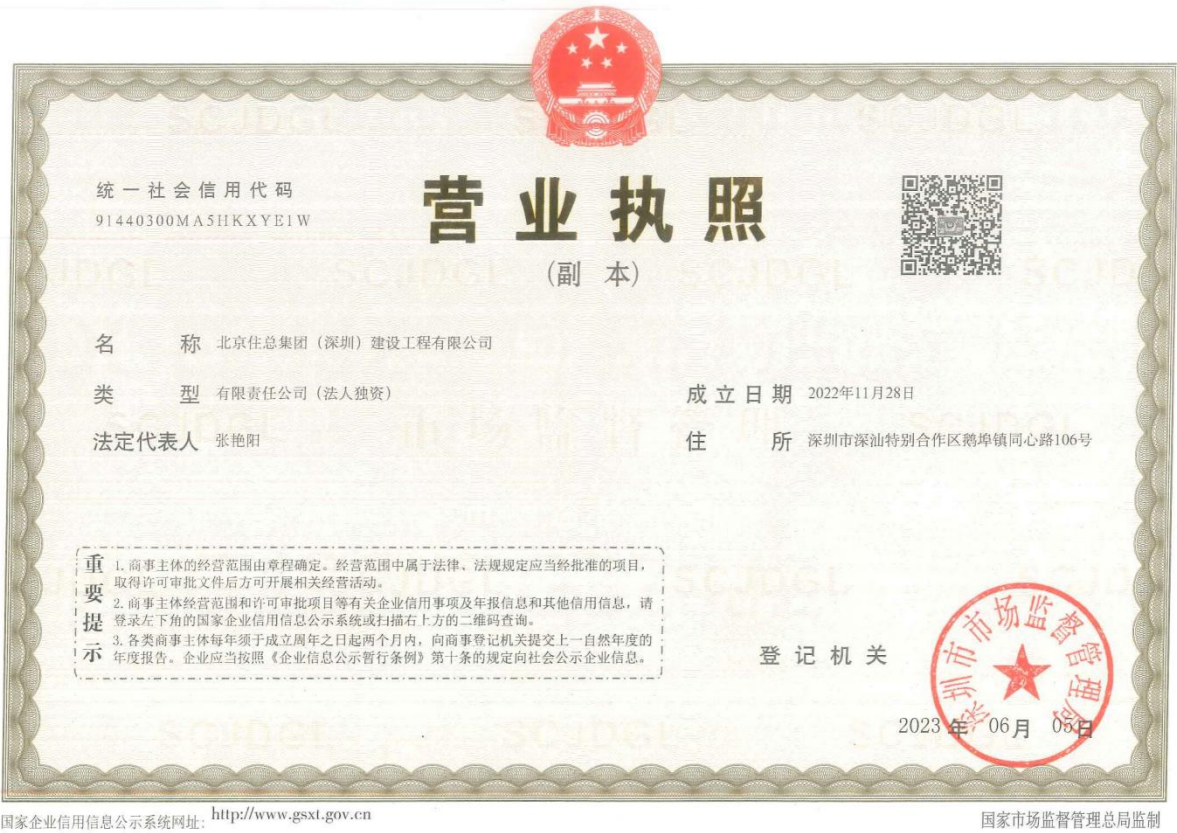 统一社会信用代码
91440300MA5HKXYE1W
营业执照
(副 本)
名 称 北京住总集团(深圳)建设工程有限公司
类 型 有限责任公司(法人独资)
成立日期 2022年11月28日
法定代表人 张艳阳
住 所 深圳市深汕特别合作区鹅埠镇同心路106号
重要提示
1. 商事主体的经营范围由章程确定。经营范围中属于法律、法规规定应当经批准的项目,
取得许可审批文件后方可开展相关经营活动。
2. 商事主体经营范围和许可审批项目等有关企业信用事项及年报信息和其他信用信息,请
登录左下角的国家企业信用信息公示系统或扫描右上方的二维码查询。
3. 各类商事主体每年须于成立周年之日起两个月内,向商事登记机关提交上一自然年度的
年度报告。企业应当按照《企业信息公示暂行条例》第十条的规定向社会公示企业信息。
登记机关
深圳市市场监督管理局
2023 年 06月 05日
国家企业信用信息公示系统网址: http://www.gsxt.gov.cn
国家市场监督管理总局监制
SCJDGL
市场监督管理